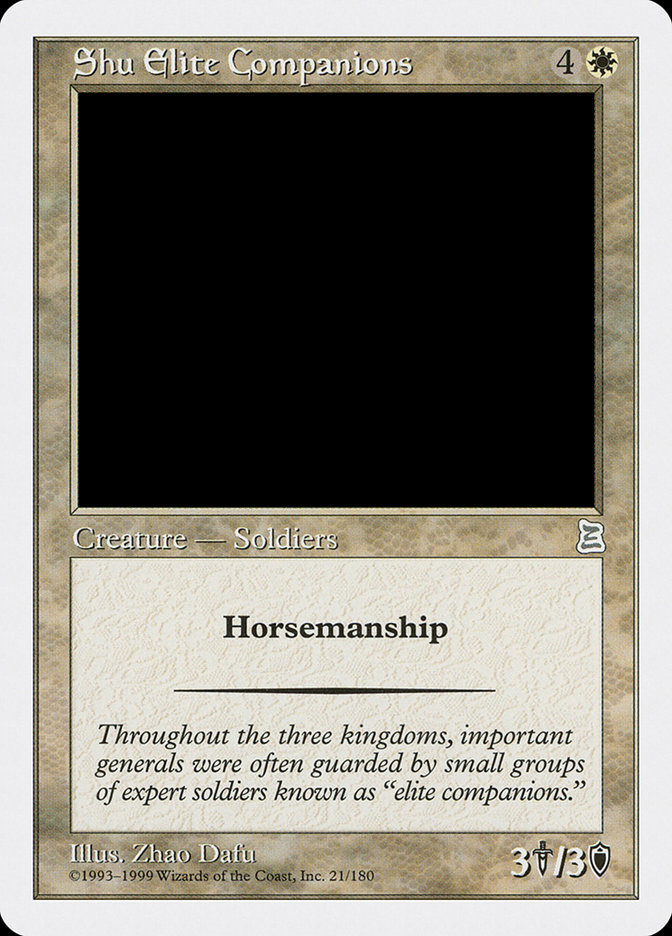 Shu Elite Companions 4
Creature — Soldiers
Horsemanship
Throughout the three kingdoms, important
generals were often guarded by small groups
of expert soldiers known as “elite companions.”
Illus. Zhao Dafu
3/3
©1993–1999 Wizards of the Coast, Inc. 21/180